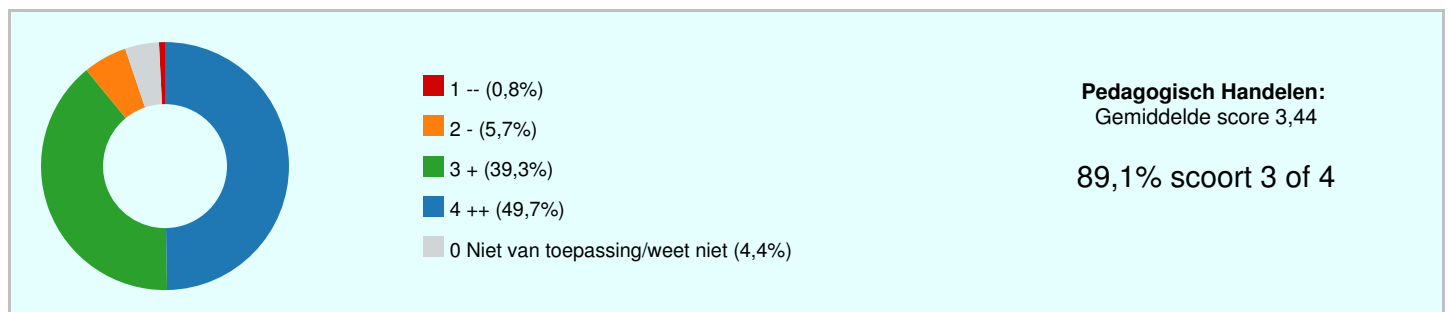 1 -- (0,8%)
2 - (5,7%)
3 + (39,3%)
4 ++ (49,7%)
0 Niet van toepassing/weet niet (4,4%)
Pedagogisch Handelen:
Gemiddelde score 3,44
89,1% scoort 3 of 4